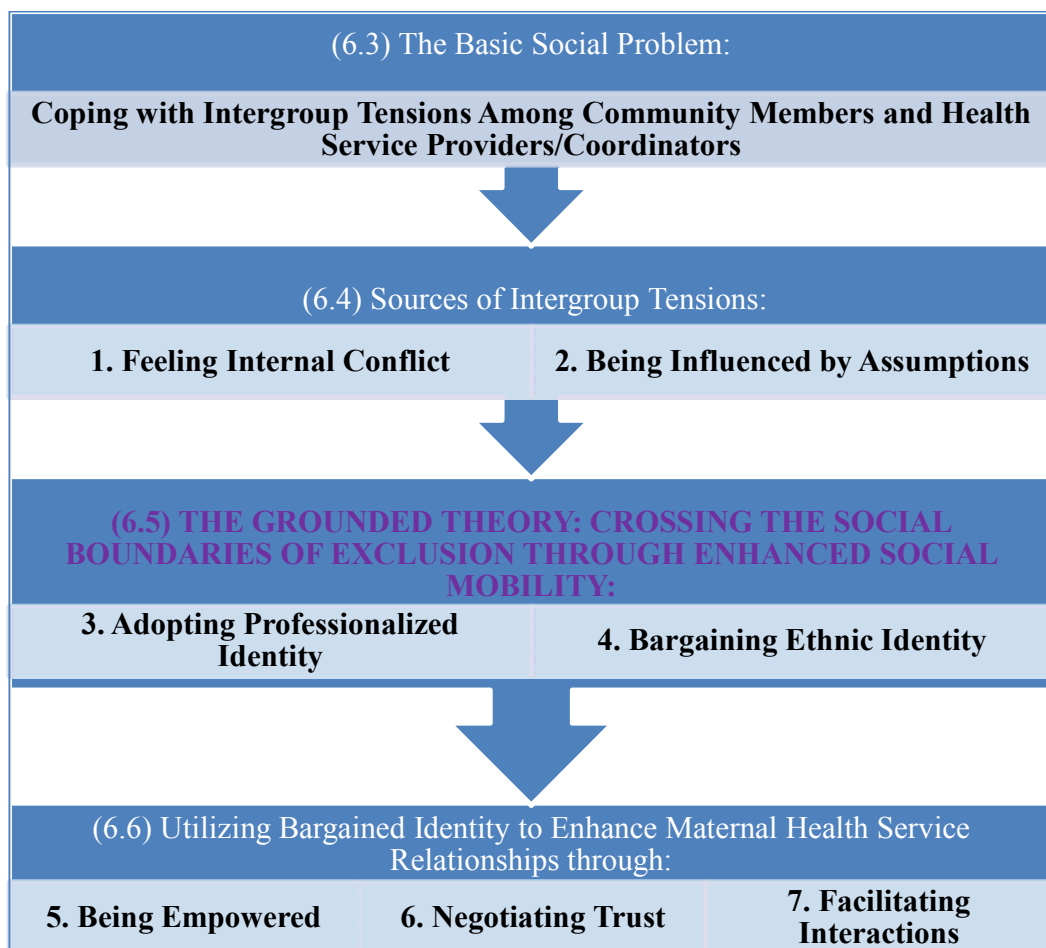 (6.3) The Basic Social Problem:
Coping with Intergroup Tensions Among Community Members and Health
Service Providers/Coordinators
(6.4) Sources of Intergroup Tensions:
1. Feeling Internal Conflict
2. Being Influenced by Assumptions
(6.5) THE GROUNDED THEORY: CROSSING THE SOCIAL
BOUNDARIES OF EXCLUSION THROUGH ENHANCED SOCIAL
MOBILITY:
3. Adopting Professionalized
Identity
4. Bargaining Ethnic Identity
(6.6) Utilizing Bargained Identity to Enhance Maternal Health Service
Relationships through:
5. Being Empowered
6. Negotiating Trust
7. Facilitating
Interactions